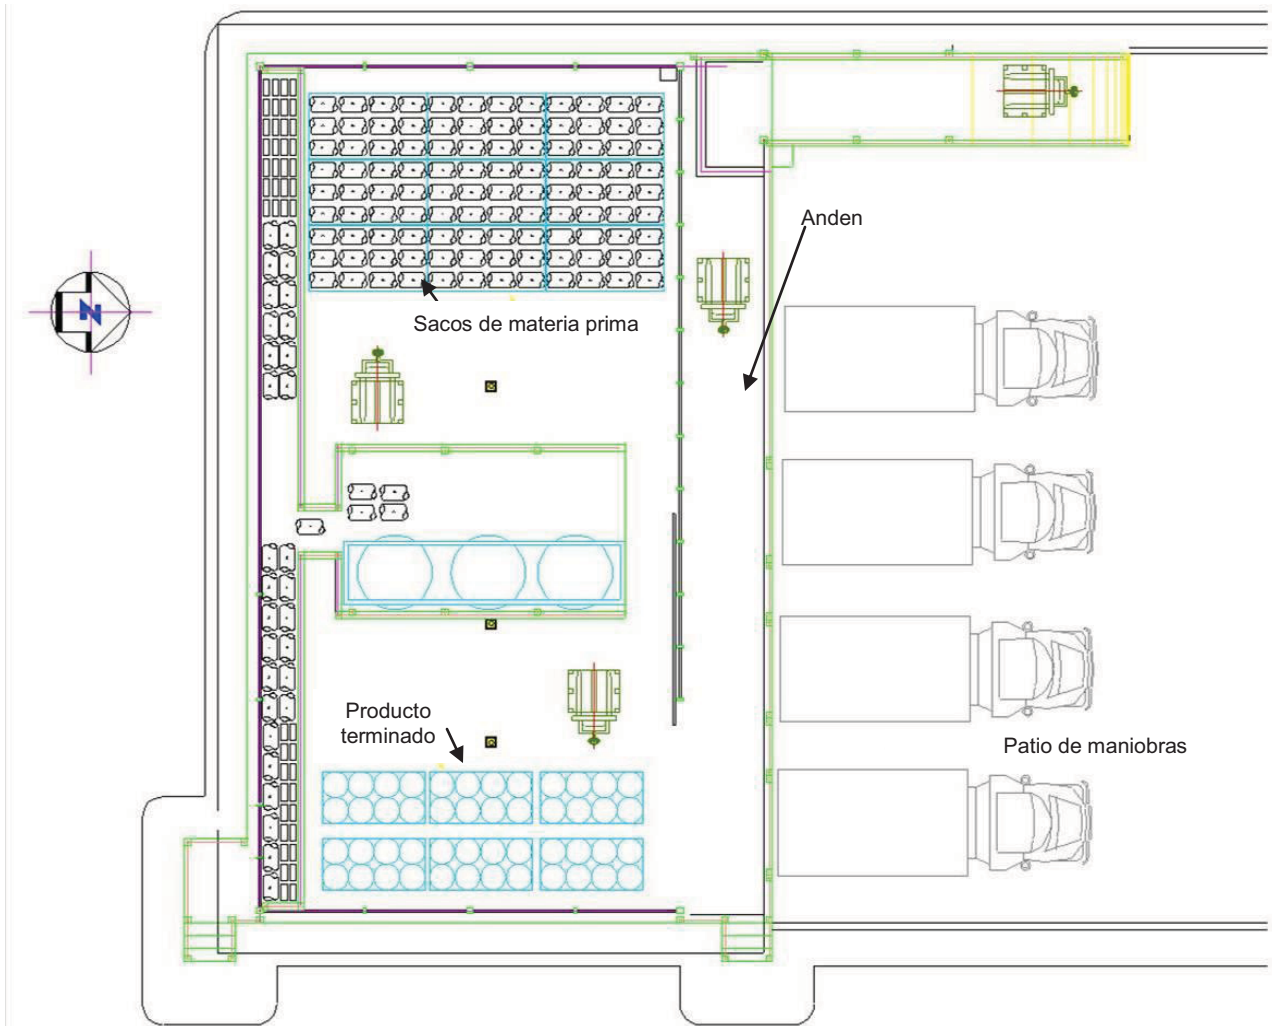 Anden
N
Sacos de materia prima
Producto
terminado
Patio de maniobras